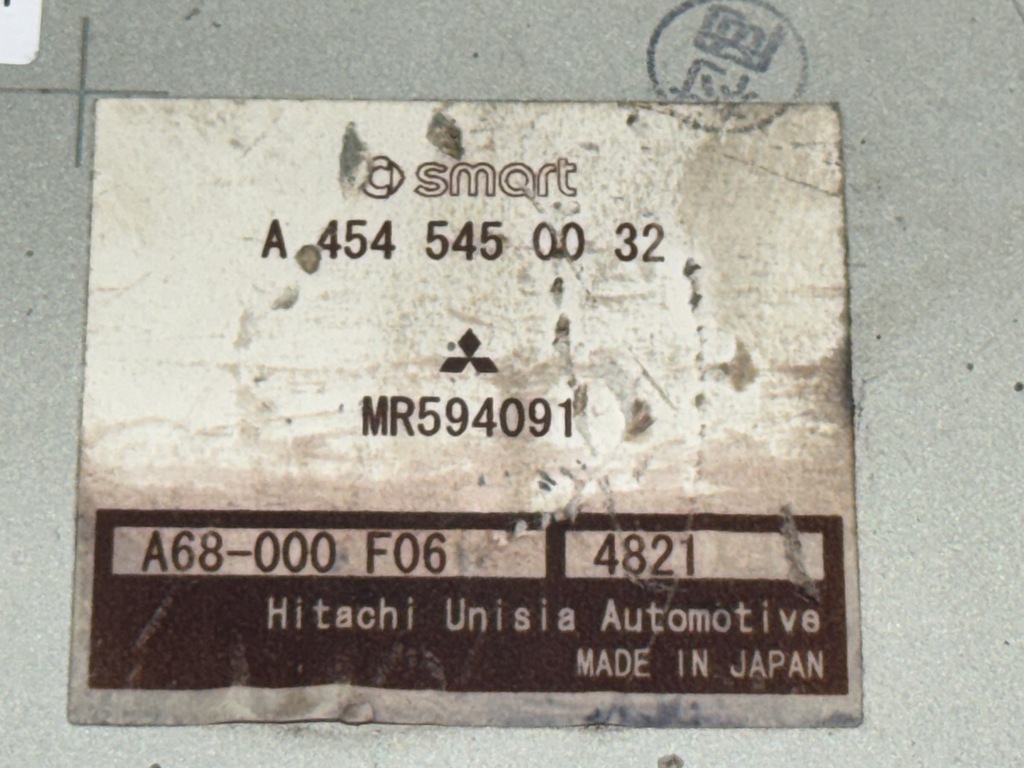 smart
A 454 545 00 32
MR594091
A68-000 F06 4821
Hitachi Unisia Automotive
MADE IN JAPAN